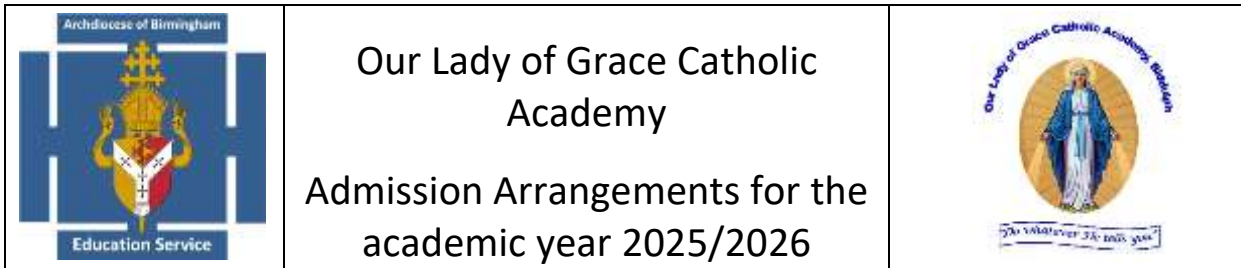 Archdiocese of Birmingham
Education Service
Our Lady of Grace Catholic
Academy
Admission Arrangements for the
academic year 2025/2026
Our Lady of Grace Catholic Academy, Biddulph
"Do whatever He tells you"